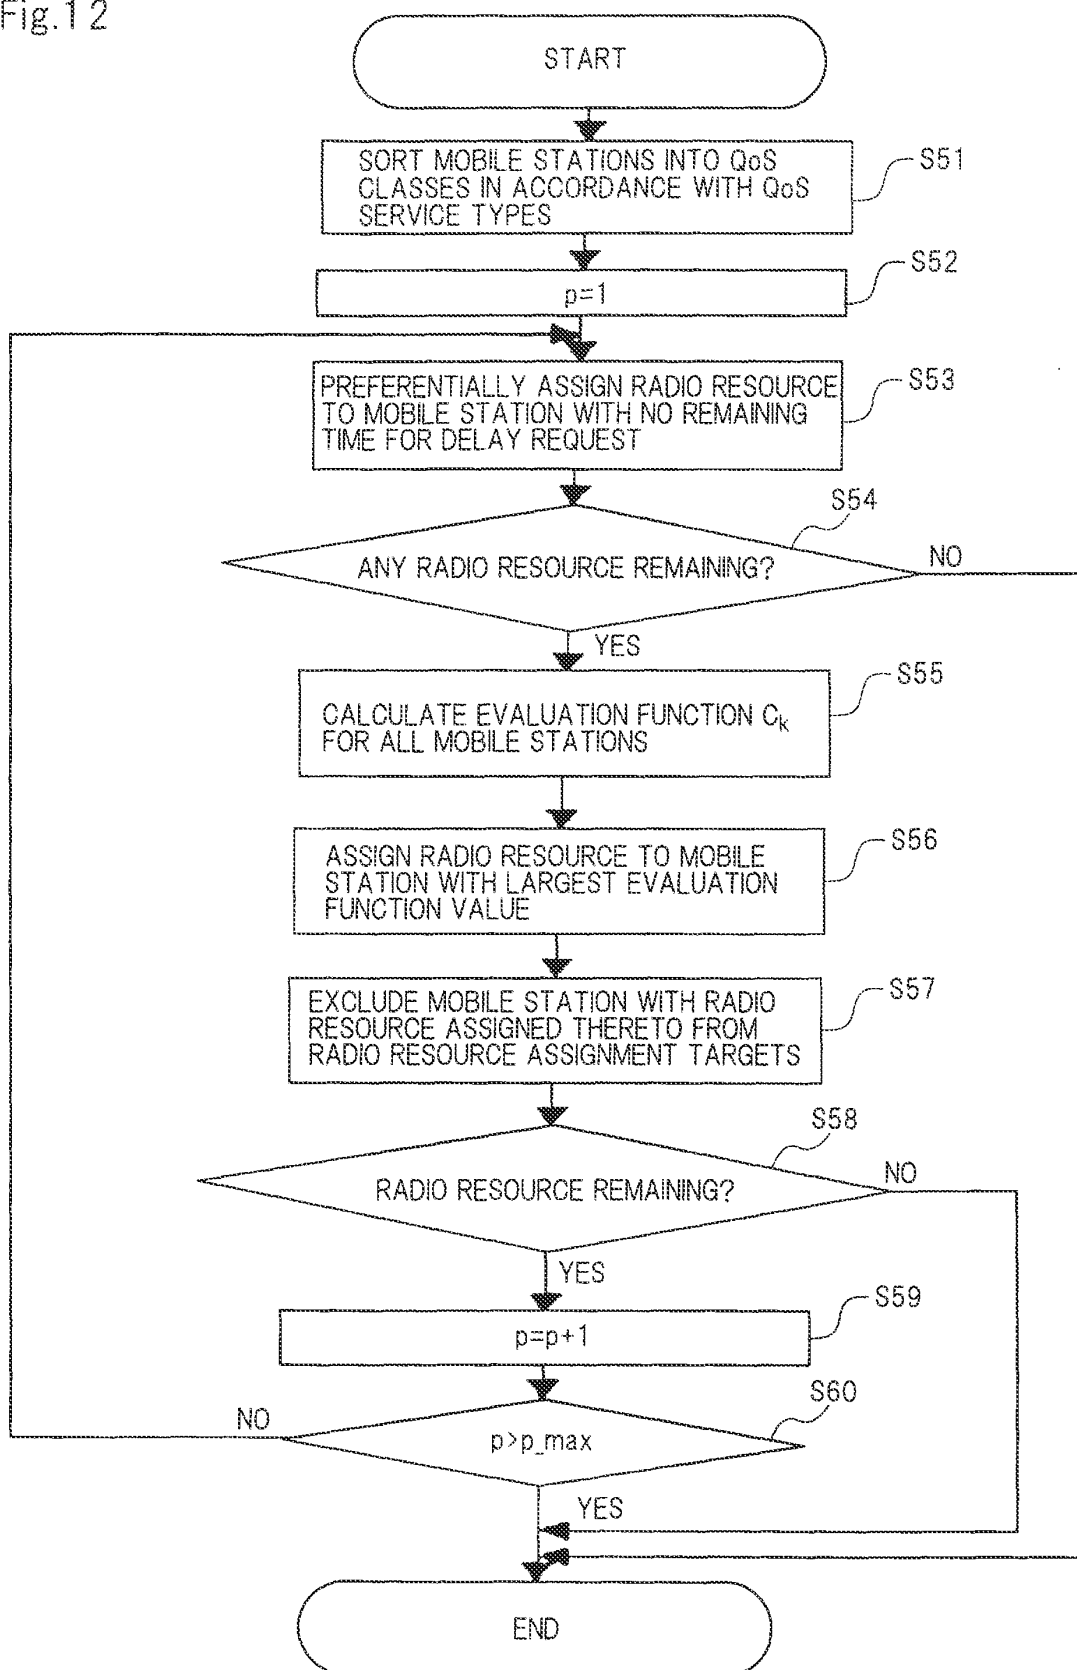 Fig.12
START
SORT MOBILE STATIONS INTO QoS
CLASSES IN ACCORDANCE WITH QoS
SERVICE TYPES
S51
p=1
S52
PREFERENTIALLY ASSIGN RADIO RESOURCE
TO MOBILE STATION WITH NO REMAINING
TIME FOR DELAY REQUEST
S53
S54
ANY RADIO RESOURCE REMAINING?
NO
YES
CALCULATE EVALUATION FUNCTION Ck
FOR ALL MOBILE STATIONS
S55
ASSIGN RADIO RESOURCE TO MOBILE
STATION WITH LARGEST EVALUATION
FUNCTION VALUE
S56
EXCLUDE MOBILE STATION WITH RADIO
RESOURCE ASSIGNED THERETO FROM
RADIO RESOURCE ASSIGNMENT TARGETS
S57
S58
RADIO RESOURCE REMAINING?
NO
YES
p=p+1
S59
S60
NO
p>p_max
YES
END